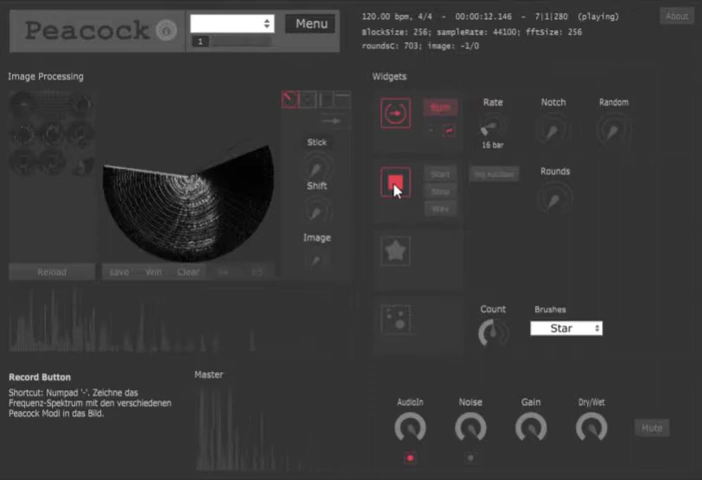 Peacock
Menu
1
120.00 bpm, 4/4 - 00:00:12.146 - 7|1|280 (playing)
BlockSize: 256; sampleRate: 44100; fftSize: 256
roundsC: 703; image: -1/0
About
Image Processing
Widgets
Rate
Notch
Random
16 bar
Stick
Shift
Image
Start
Stop
Wav
Rounds
Reload
save
Win
Clear
Count
Brushes
Star
Record Button
Shortcut: Numpad '-'. Zeichne das
Frequenz-Spektrum mit den verschiedenen
Peacock Modi in das Bild.
Master
AudioIn
Noise
Gain
Dry/Wet
Mute